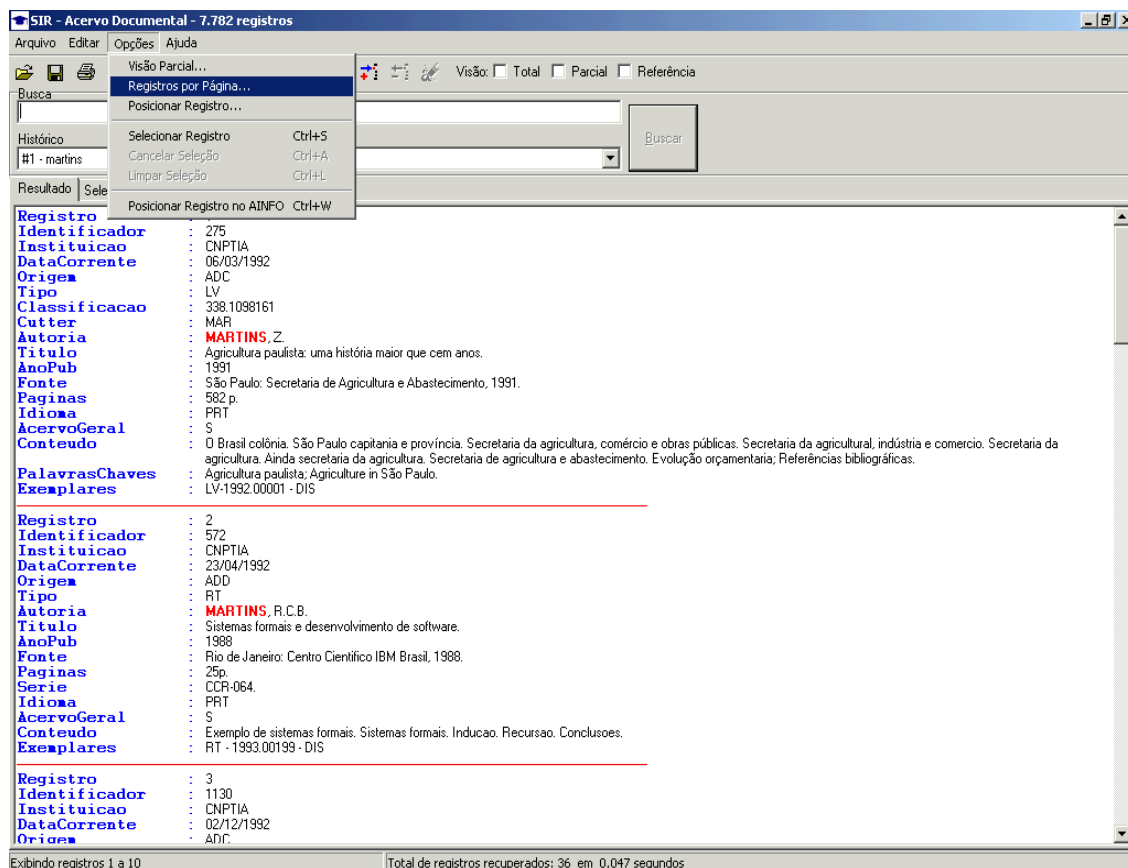 SIR - Acervo Documental - 7.782 registros
Arquivo Editar Opções Ajuda
Visão Parcial...
Registros por Página...
Posicionar Registro...
Selecionar Registro Ctrl+S
Cancelar Seleção Ctrl+A
Limpar Seleção Ctrl+L
Posicionar Registro no AINFO Ctrl+W
Visão: Total Parcial Referência
Busca
Buscar
Histórico
#1 - martins
Resultado Sele
Registro :
Identificador : 275
Instituicao : CNPTIA
DataCorrente : 06/03/1992
Origem : ADC
Tipo : LV
Classificacao : 338.1098161
Cutter : MAR
Autoria : MARTINS, Z.
Titulo : Agricultura paulista: uma história maior que cem anos.
AnoPub : 1991
Fonte : São Paulo: Secretaria de Agricultura e Abastecimento, 1991.
Paginas : 582 p.
Idioma : PRT
AcervoGeral : S
Conteudo : O Brasil colônia. São Paulo capitania e província. Secretaria da agricultura, comércio e obras públicas. Secretaria da agricultural, indústria e comercio. Secretaria da
agricultura. Ainda secretaria da agricultura. Secretaria de agricultura e abastecimento. Evolução orçamentaria; Referências bibliográficas.
PalavrasChaves : Agricultura paulista; Agriculture in São Paulo.
Exemplares : LV-1992.00001 - DIS
Registro : 2
Identificador : 572
Instituicao : CNPTIA
DataCorrente : 23/04/1992
Origem : ADD
Tipo : RT
Autoria : MARTINS, R.C.B.
Titulo : Sistemas formais e desenvolvimento de software.
AnoPub : 1988
Fonte : Rio de Janeiro: Centro Cientifico IBM Brasil, 1988.
Paginas : 25p.
Serie : CCR-064.
Idioma : PRT
AcervoGeral : S
Conteudo : Exemplo de sistemas formais. Sistemas formais. Inducao. Recursao. Conclusoes.
Exemplares : RT - 1993.00199 - DIS
Registro : 3
Identificador : 1130
Instituicao : CNPTIA
DataCorrente : 02/12/1992
Origem : ADC
Exibindo registros 1 a 10 Total de registros recuperados: 36 em 0,047 segundos